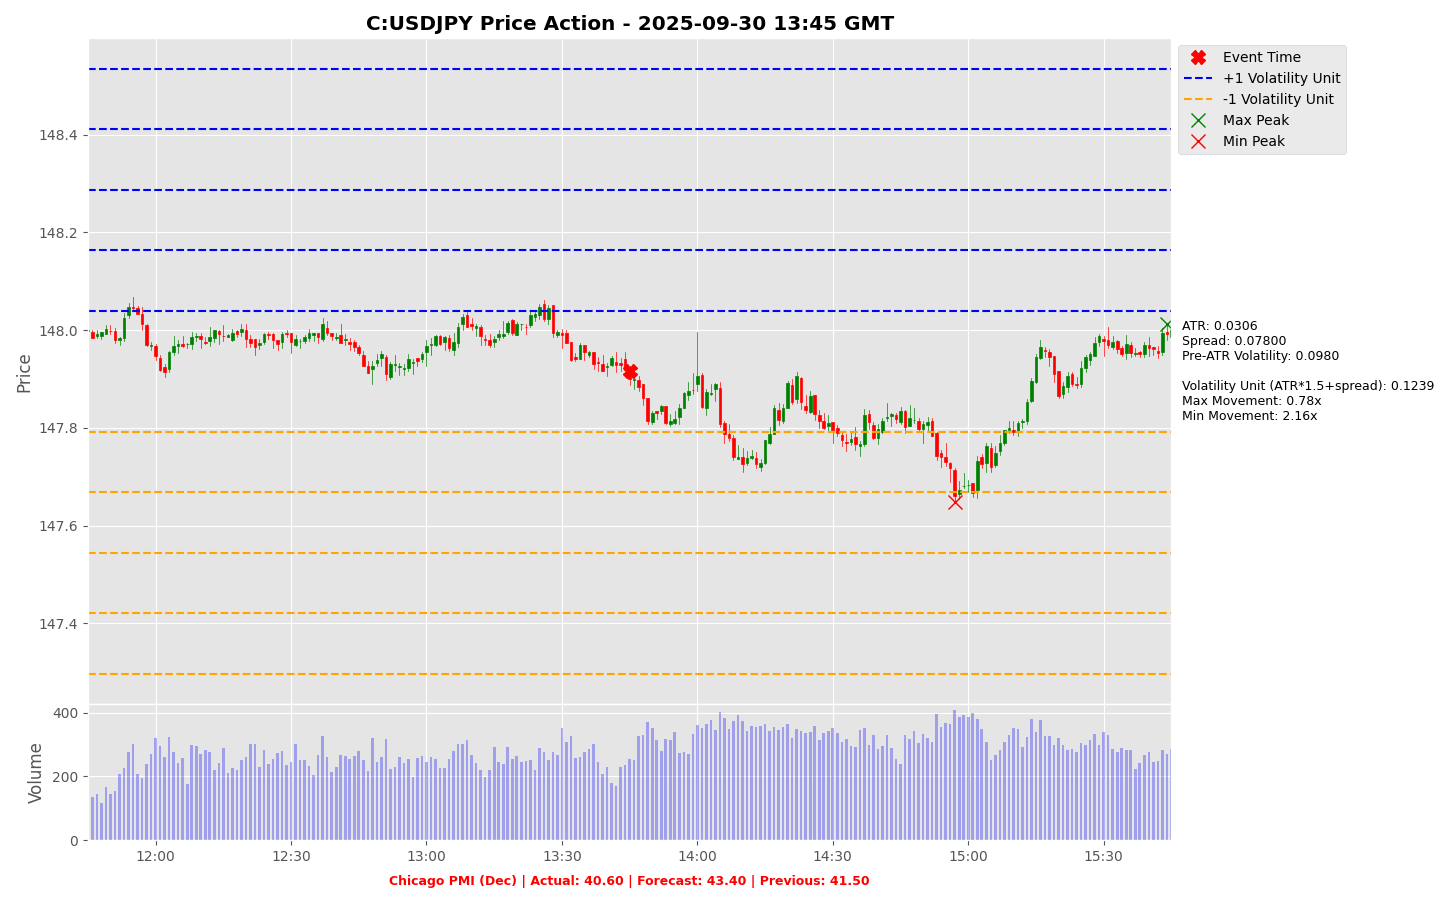 C:USDJPY Price Action - 2025-09-30 13:45 GMT
Event Time
+1 Volatility Unit
-1 Volatility Unit
Max Peak
Min Peak
Price
148.4
148.2
148.0
147.8
147.6
147.4
ATR: 0.0306
Spread: 0.07800
Pre-ATR Volatility: 0.0980
Volatility Unit (ATR*1.5+spread): 0.1239
Max Movement: 0.78x
Min Movement: 2.16x
Volume
400
200
0
12:00 12:30 13:00 13:30 14:00 14:30 15:00 15:30
Chicago PMI (Dec) | Actual: 40.60 | Forecast: 43.40 | Previous: 41.50